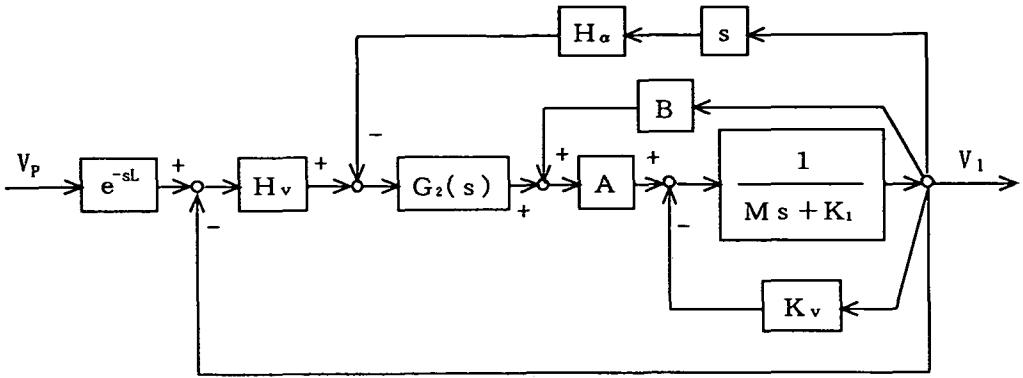 Hα
s
B
Vp
e^-sL
+
Hv
+
−
G₂(s)
+
+
A
+
−
1
Ms+K₁
V₁
−
Kv